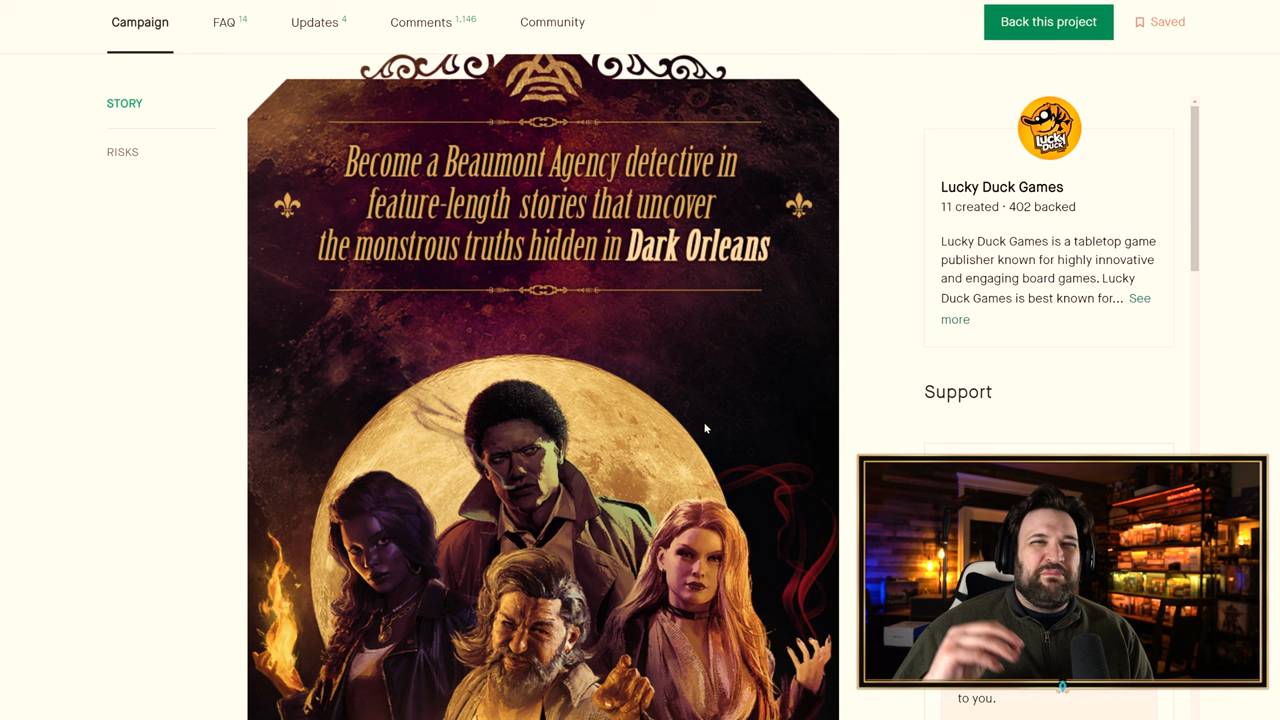 Campaign
FAQ 14
Updates 4
Comments 1,146
Community
Back this project
Saved
STORY
RISKS
Become a Beaumont Agency detective in
feature-length stories that uncover
the monstrous truths hidden in Dark Orleans
LUCKY
DUCK
Lucky Duck Games
11 created · 402 backed
Lucky Duck Games is a tabletop game
publisher known for highly innovative
and engaging board games. Lucky
Duck Games is best known for... See
more
Support
to you.